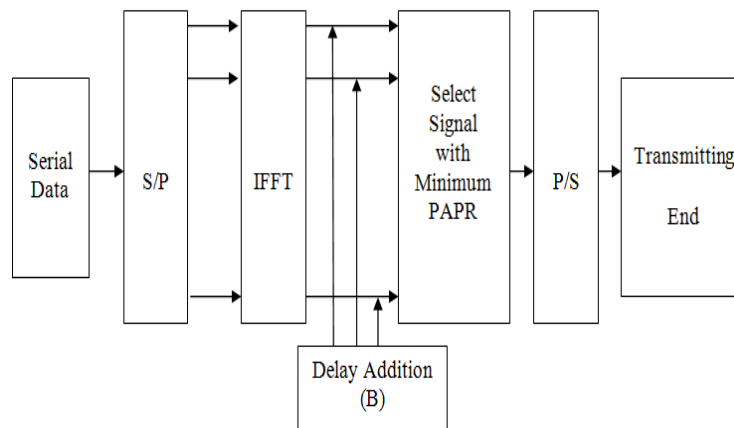 Serial
Data
S/P
IFFT
Select
Signal
with
Minimum
PAPR
P/S
Transmitting
End
Delay Addition
(B)